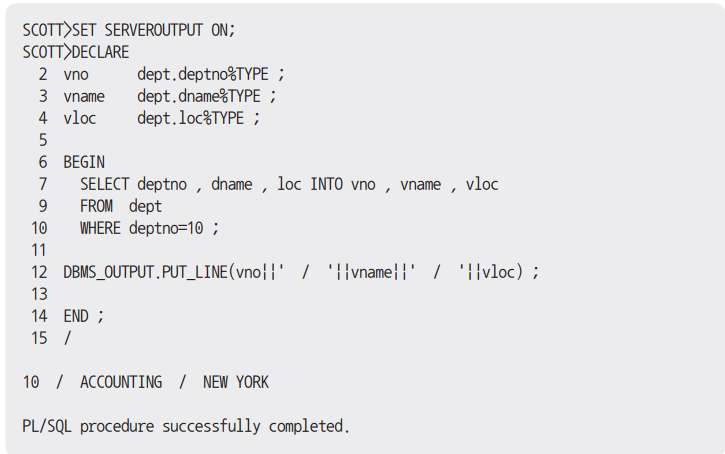 SCOTT>SET SERVEROUTPUT ON;
SCOTT>DECLARE
  2  vno      dept.deptno%TYPE ;
  3  vname    dept.dname%TYPE ;
  4  vloc     dept.loc%TYPE ;
  5
  6  BEGIN
  7    SELECT deptno , dname , loc INTO vno , vname , vloc
  9    FROM  dept
 10    WHERE deptno=10 ;
 11
 12  DBMS_OUTPUT.PUT_LINE(vno||'  /  '||vname||'  /  '||vloc) ;
 13
 14  END ;
 15  /
10  /  ACCOUNTING  /  NEW YORK
PL/SQL procedure successfully completed.